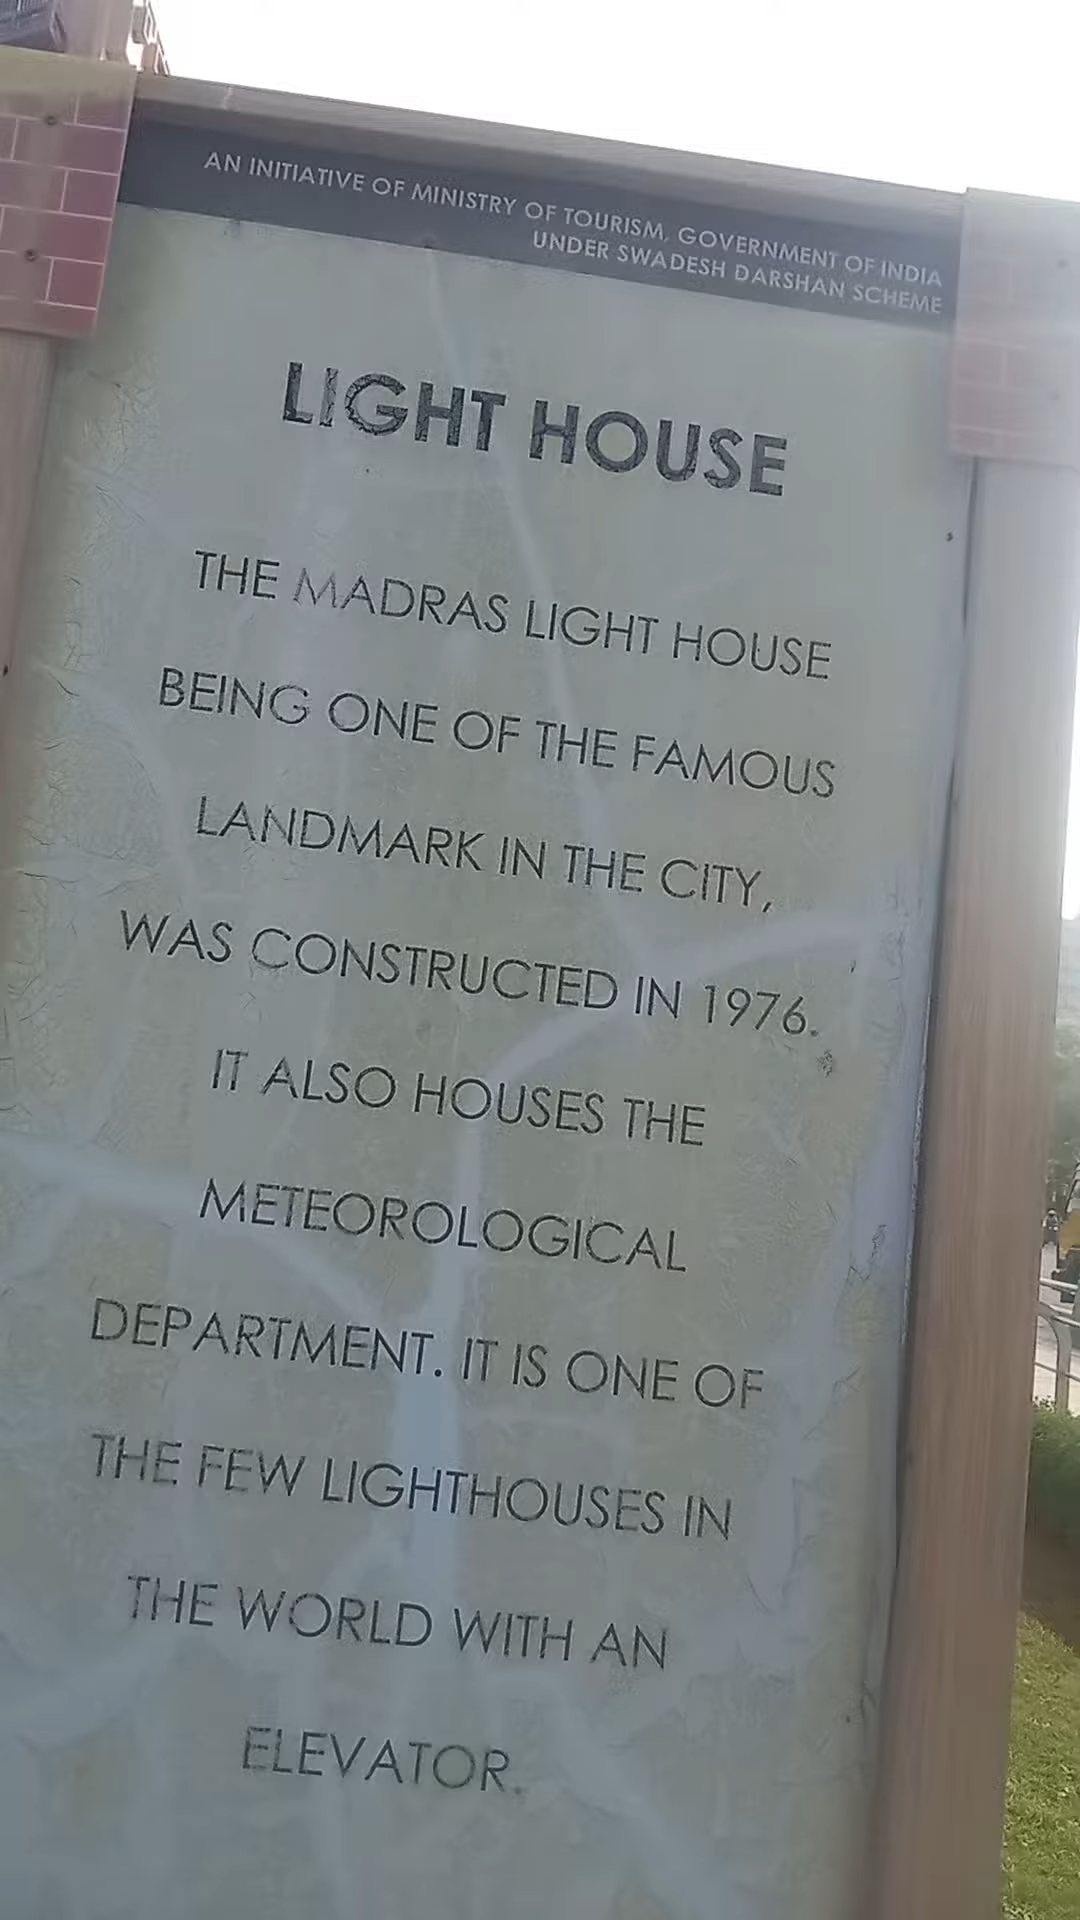 AN INITIATIVE OF MINISTRY OF TOURISM, GOVERNMENT OF INDIA
UNDER SWADESH DARSHAN SCHEME
LIGHT HOUSE
THE MADRAS LIGHT HOUSE
BEING ONE OF THE FAMOUS
LANDMARK IN THE CITY,
WAS CONSTRUCTED IN 1976.
IT ALSO HOUSES THE
METEOROLOGICAL
DEPARTMENT. IT IS ONE OF
THE FEW LIGHTHOUSES IN
THE WORLD WITH AN
ELEVATOR.